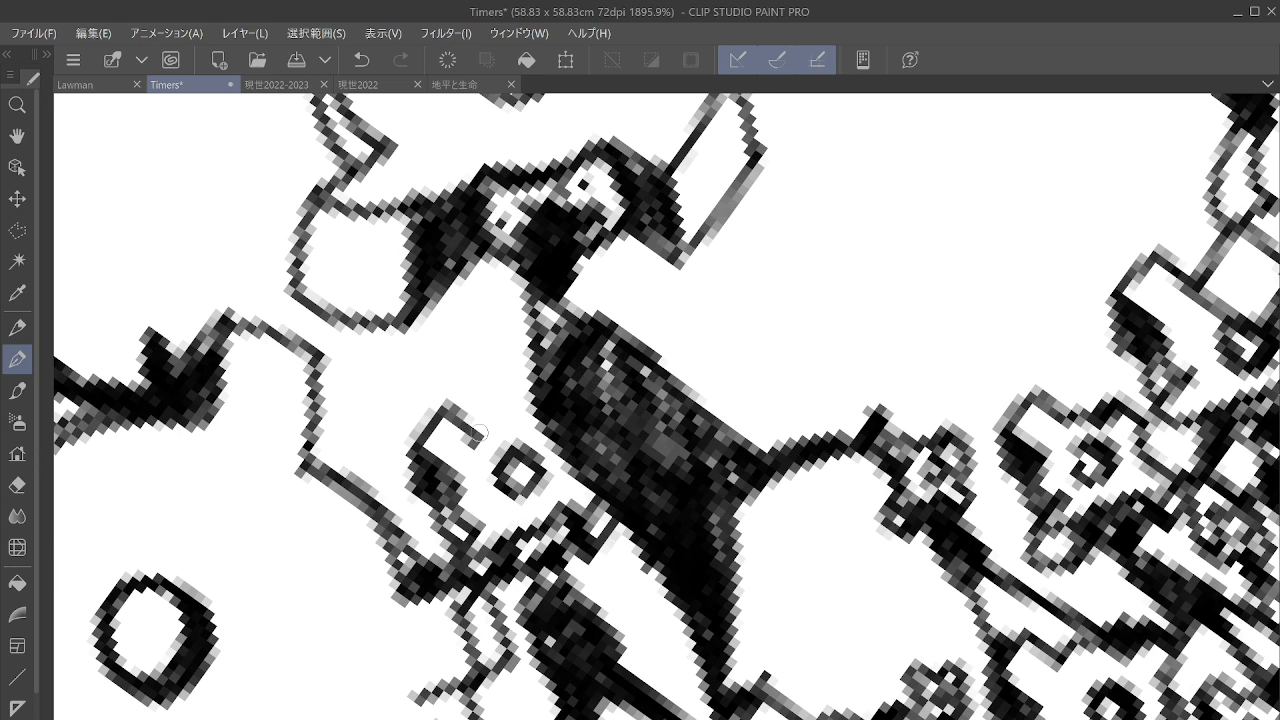 Timers* (58.83 x 58.83cm 72dpi 1895.9%)  - CLIP STUDIO PAINT PRO
ファイル(F) 編集(E) アニメーション(A) レイヤー(L) 選択範囲(S) 表示(V) フィルター(I) ウィンドウ(W) ヘルプ(H)
Lawman Timers* 現世2022-2023 現世2022 地平と生命